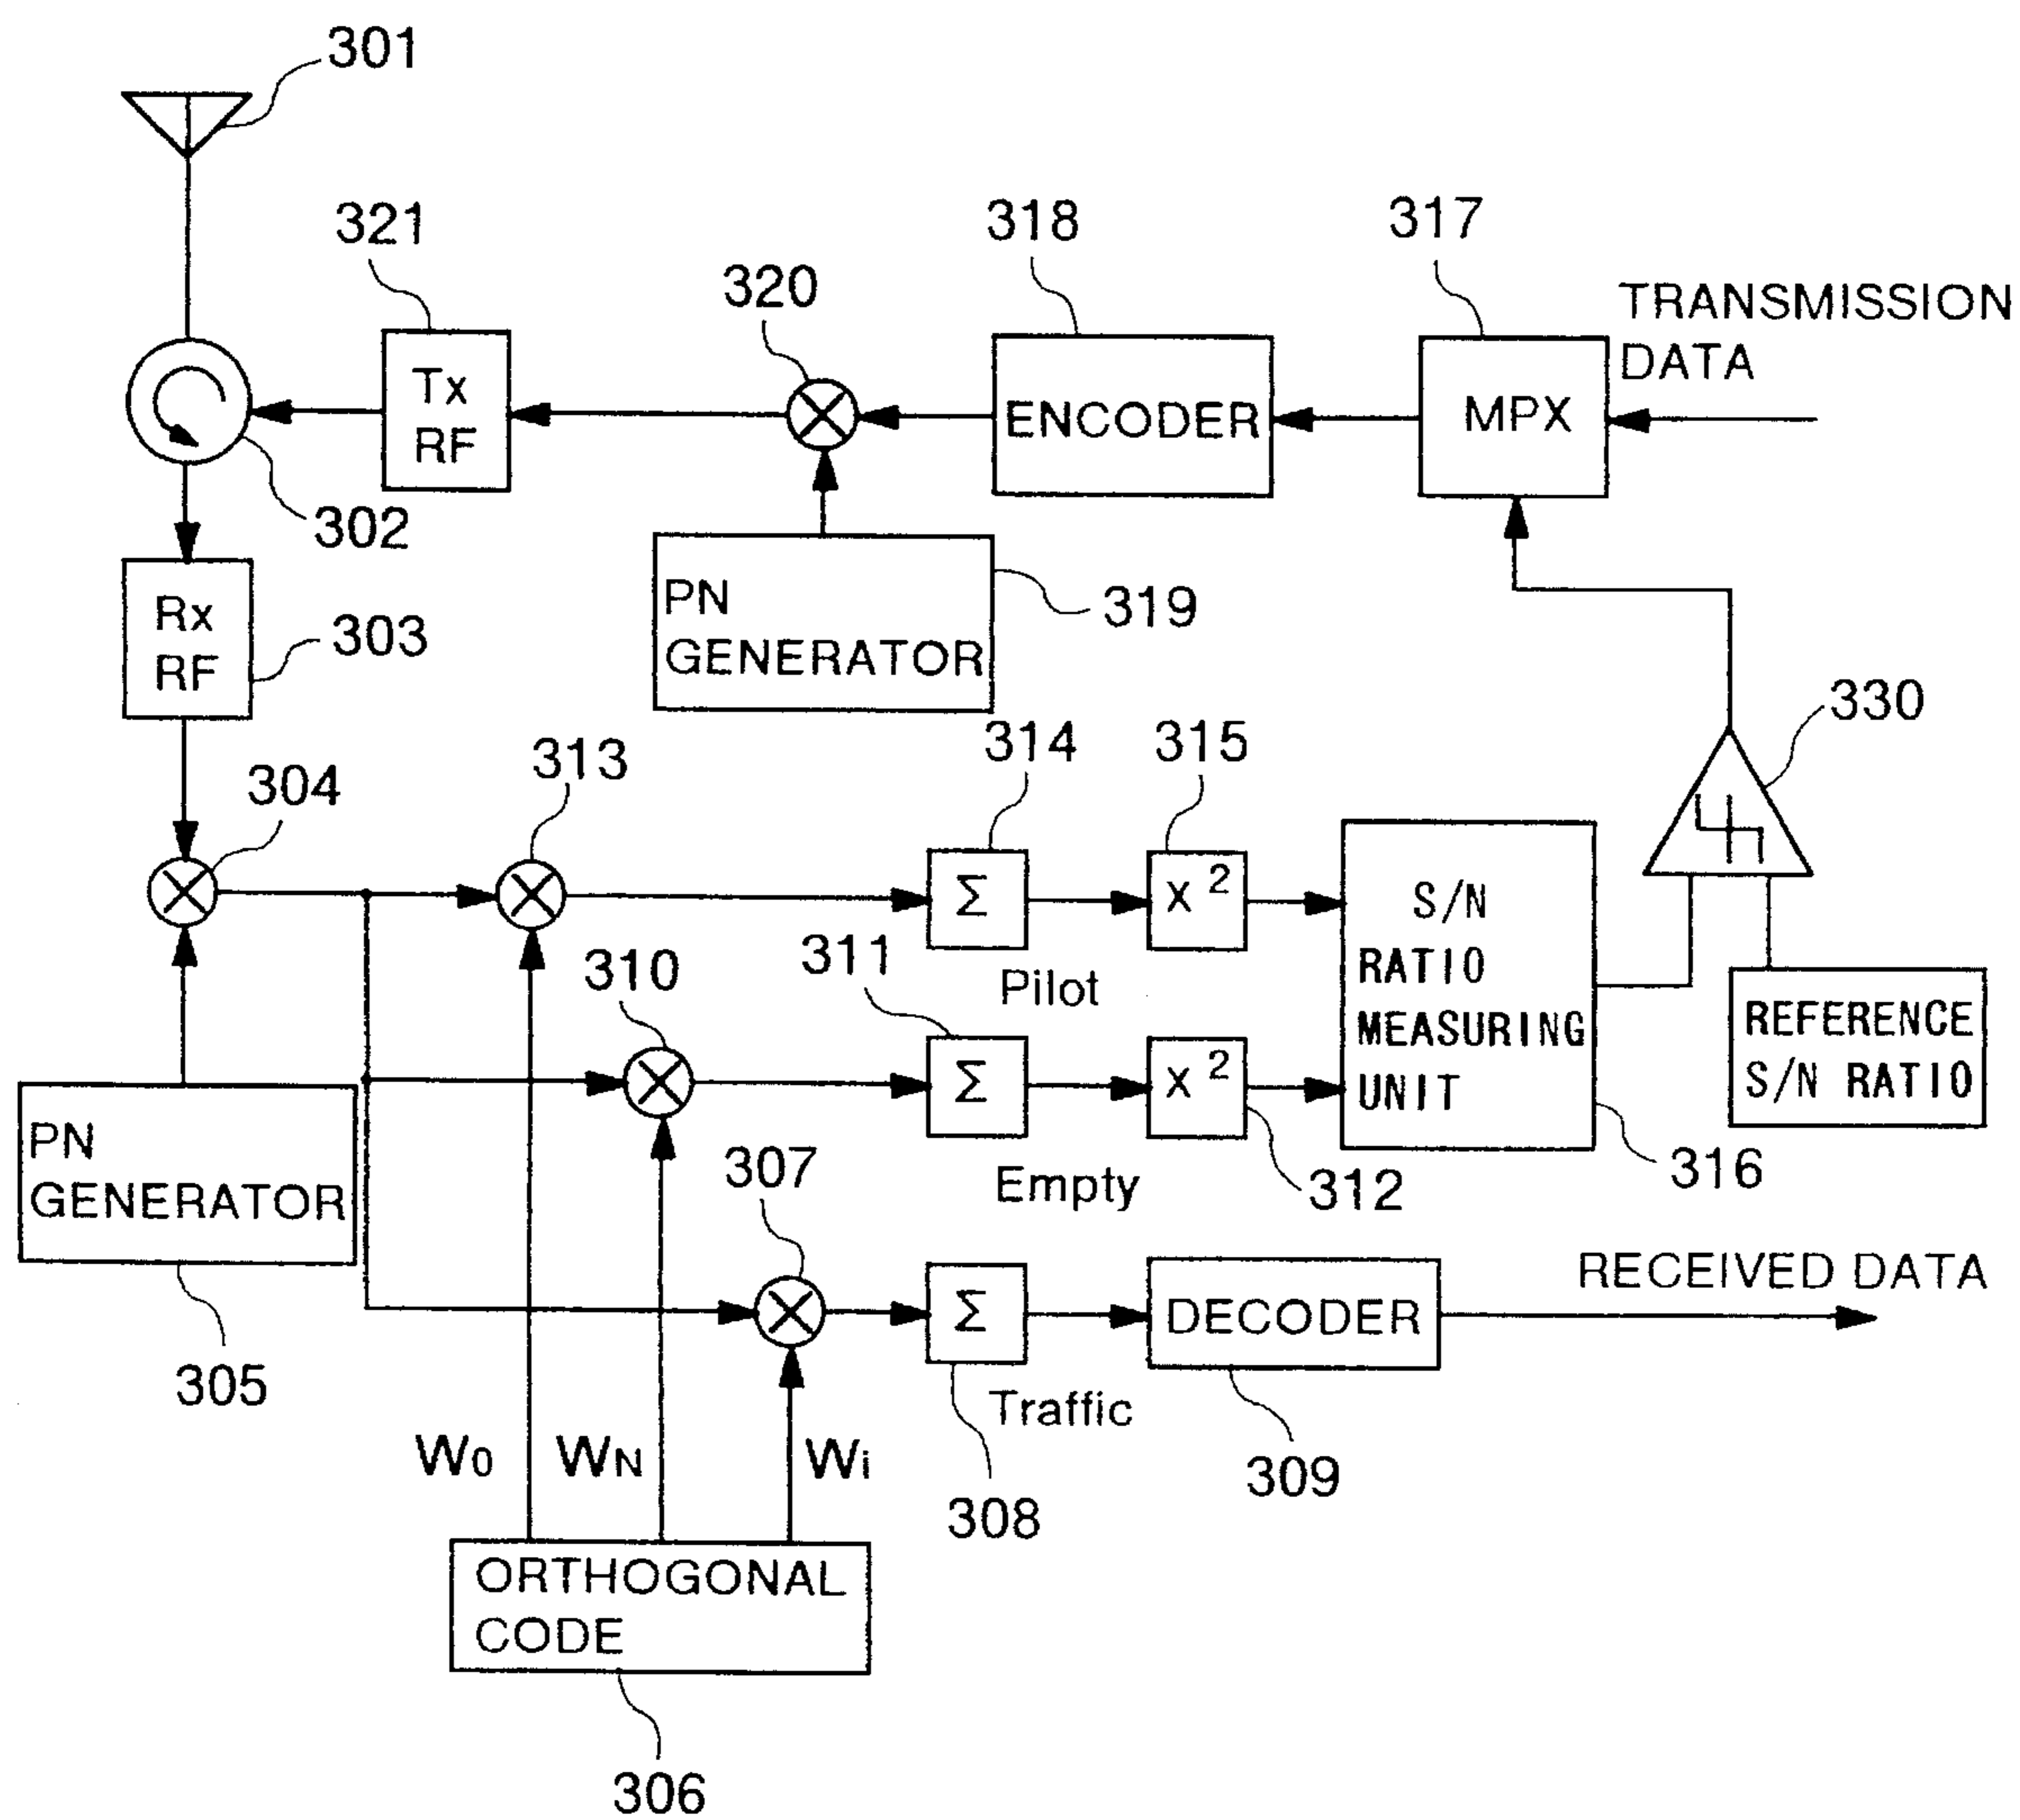 301
321
318
317
320
TRANSMISSION
DATA
Tx
RF
ENCODER
MPX
302
PN
GENERATOR
319
Rx
RF
303
330
314
315
313
304
Σ
X 2
S/N
RATIO
MEASURING
UNIT
311
310
Pilot
REFERENCE
S/N RATIO
Σ
X 2
PN
GENERATOR
307
Empty
312
316
RECEIVED DATA
Σ
DECODER
305
Traffic
W0
WN
Wi
309
308
ORTHOGONAL
CODE
306